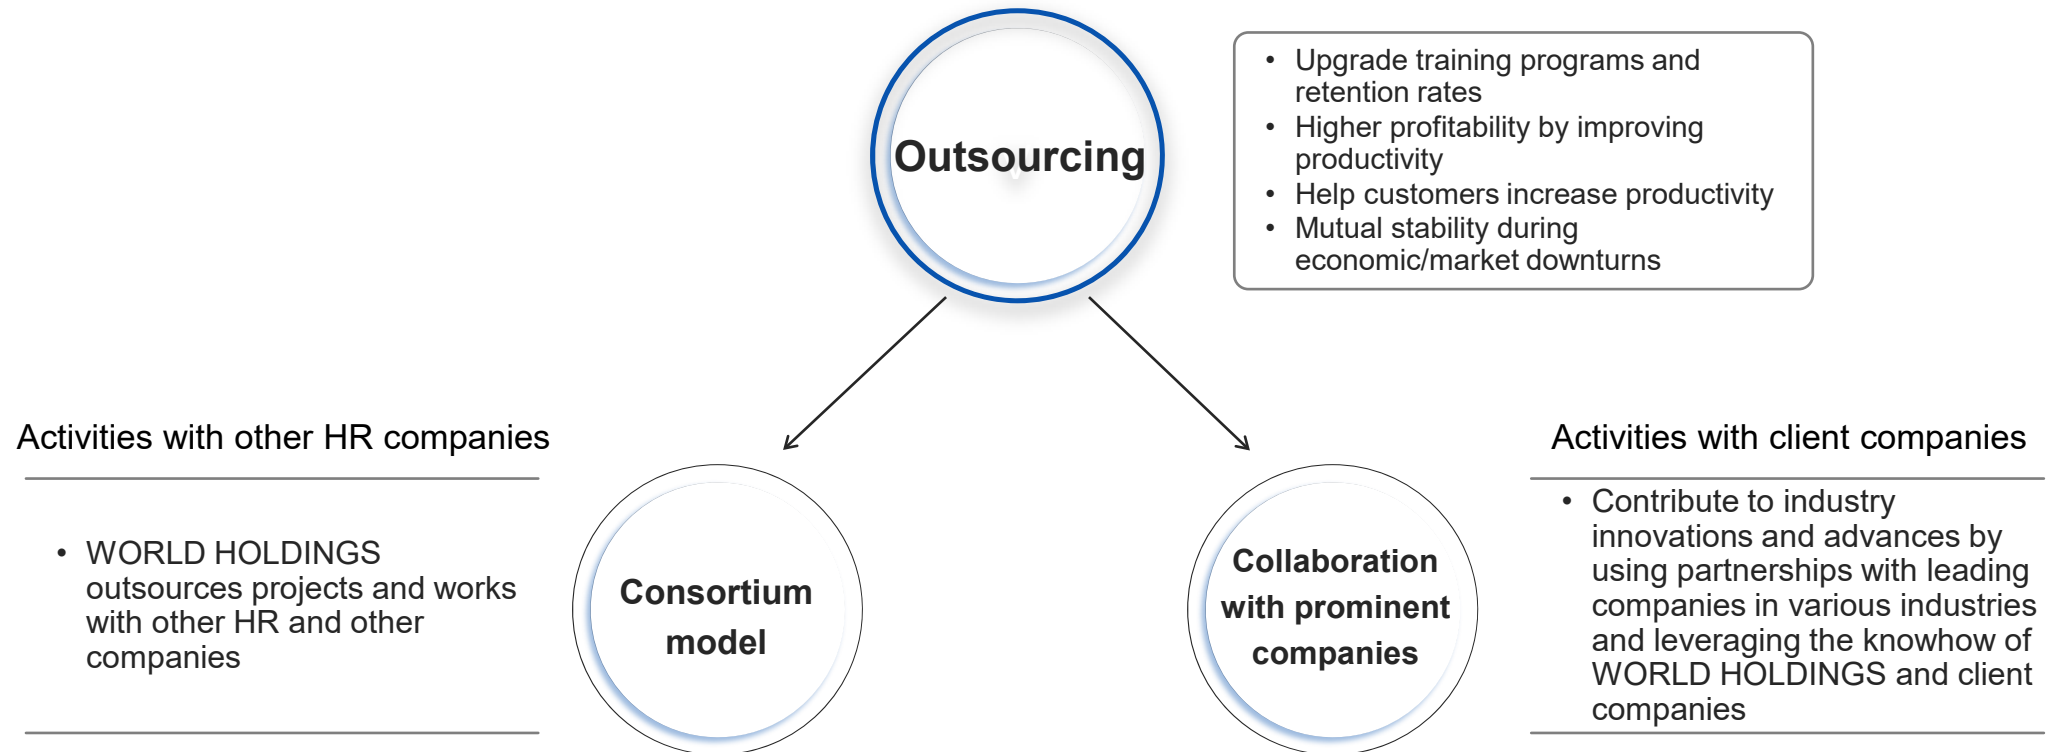 Outsourcing
• Upgrade training programs and
retention rates
• Higher profitability by improving
productivity
• Help customers increase productivity
• Mutual stability during
economic/market downturns
Activities with other HR companies
• WORLD HOLDINGS
outsources projects and works
with other HR and other
companies
Consortium
model
Collaboration
with prominent
companies
Activities with client companies
• Contribute to industry
innovations and advances by
using partnerships with leading
companies in various industries
and leveraging the knowhow of
WORLD HOLDINGS and client
companies